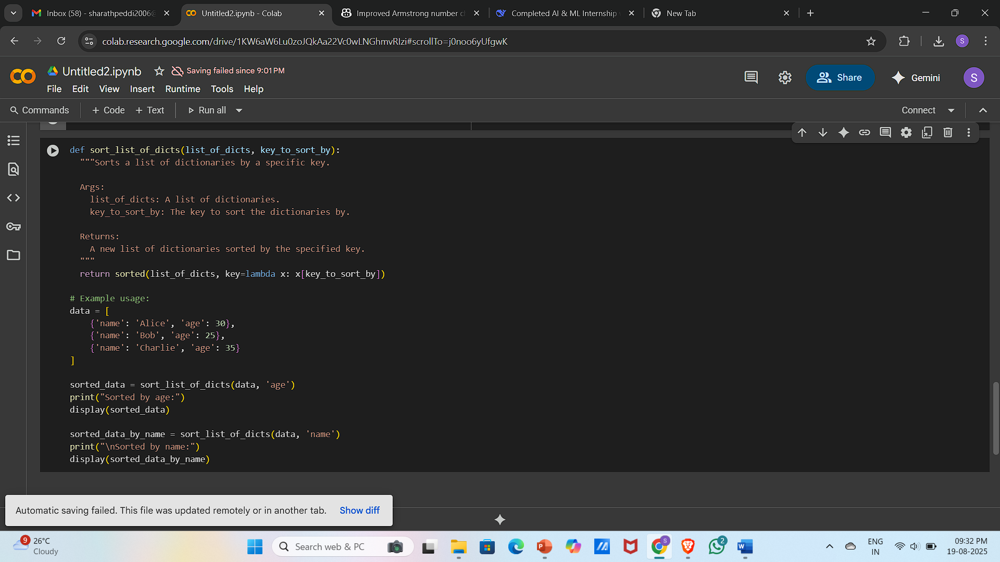 Inbox (58) - sharathpeddi2006@
Untitled2.ipynb - Colab
Improved Armstrong number c
Completed AI & ML Internship
New Tab
colab.research.google.com/drive/1KW6aW6Lu0zoJQkAa22Vc0wLNGhmvRIzi#scrollTo=j0noo6yUfgwK
S
Untitled2.ipynb
Saving failed since 9:01 PM
File Edit View Insert Runtime Tools Help
Share
Gemini
S
Commands
+ Code + Text
Run all
Connect
def sort_list_of_dicts(list_of_dicts, key_to_sort_by):
"""Sorts a list of dictionaries by a specific key.
Args:
list_of_dicts: A list of dictionaries.
key_to_sort_by: The key to sort the dictionaries by.
Returns:
A new list of dictionaries sorted by the specified key.
"""
return sorted(list_of_dicts, key=lambda x: x[key_to_sort_by])
# Example usage:
data = [
{'name': 'Alice', 'age': 30},
{'name': 'Bob', 'age': 25},
{'name': 'Charlie', 'age': 35}
]
sorted_data = sort_list_of_dicts(data, 'age')
print("Sorted by age:")
display(sorted_data)
sorted_data_by_name = sort_list_of_dicts(data, 'name')
print("\nSorted by name:")
display(sorted_data_by_name)
Automatic saving failed. This file was updated remotely or in another tab. Show diff
9
26°C
Cloudy
Search web & PC
S
2
ENG
IN
09:32 PM
19-08-2025